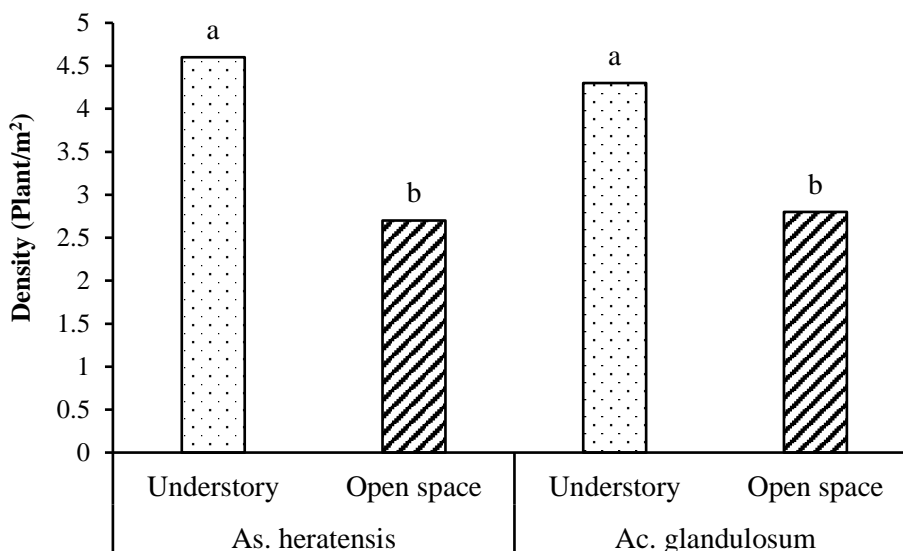 Density (Plant/m²)
5
4.5
4
3.5
3
2.5
2
1.5
1
0.5
0
a
b
a
b
Understory
Open space
Understory
Open space
As. heratensis
Ac. glandulosum